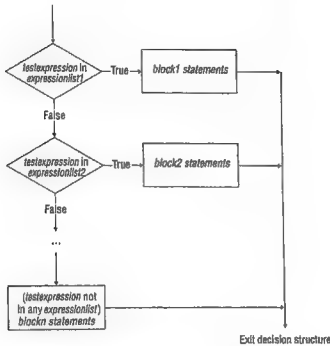 testexpression in
expressionlist1
True
block1 statements
False
testexpression in
expressionlist2
True
block2 statements
False
...
(testexpression not
in any expressionlist)
blockn statements
Exit decision structure